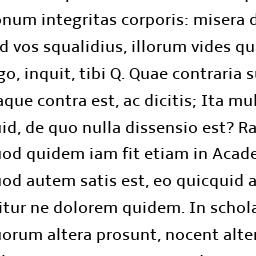 onum integritas corporis: misera d
d vos squalidius, illorum vides qu
go, inquit, tibi Q. Quae contraria s
aque contra est, ac dicitis; Ita mul
uid, de quo nulla dissensio est? Ra
uod quidem iam fit etiam in Acade
uod autem satis est, eo quicquid a
itur ne dolorem quidem. In schola
uorum altera prosunt, nocent alter